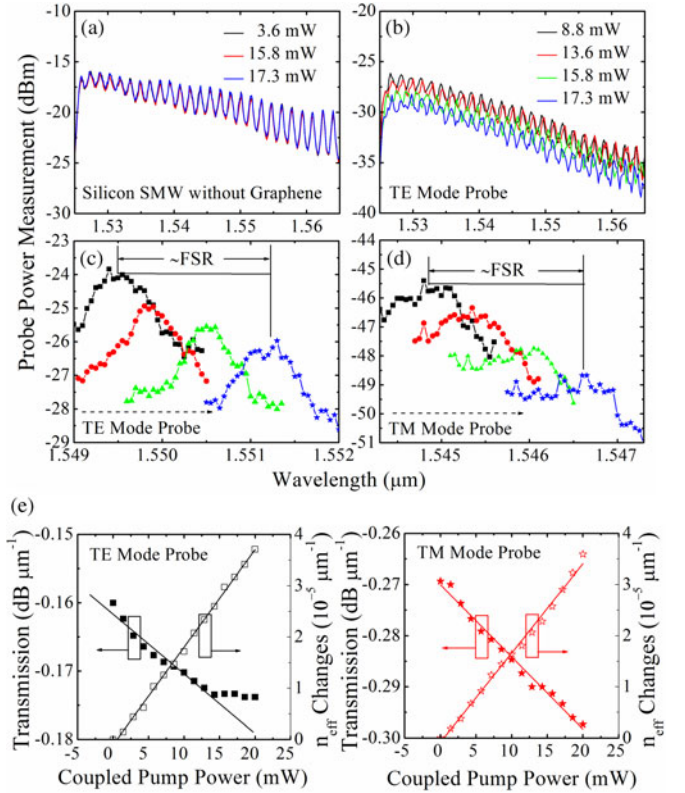 (a)
3.6 mW
15.8 mW
17.3 mW
Silicon SMW without Graphene
-10
-15
-20
-25
-30
1.53 1.54 1.55 1.56
(b)
8.8 mW
13.6 mW
15.8 mW
17.3 mW
TE Mode Probe
-20
-25
-30
-35
-40
1.53 1.54 1.55 1.56
Probe Power Measurement (dBm)
(c)
~FSR
TE Mode Probe
-23
-24
-25
-26
-27
-28
-29
1.549 1.550 1.551 1.552
(d)
~FSR
TM Mode Probe
-44
-45
-46
-47
-48
-49
-50
-51
1.545 1.546 1.547
Wavelength (μm)
(e)
TE Mode Probe
Transmission (dB μm⁻¹)
-0.15
-0.16
-0.17
-0.18
n_eff Changes (10⁻⁵ μm⁻¹)
4
3
2
1
0
-5 0 5 10 15 20 25
Coupled Pump Power (mW)
TM Mode Probe
Transmission (dB μm⁻¹)
-0.26
-0.27
-0.28
-0.29
-0.30
n_eff Changes (10⁻⁵ μm⁻¹)
4
3
2
1
0
-5 0 5 10 15 20 25
Coupled Pump Power (mW)